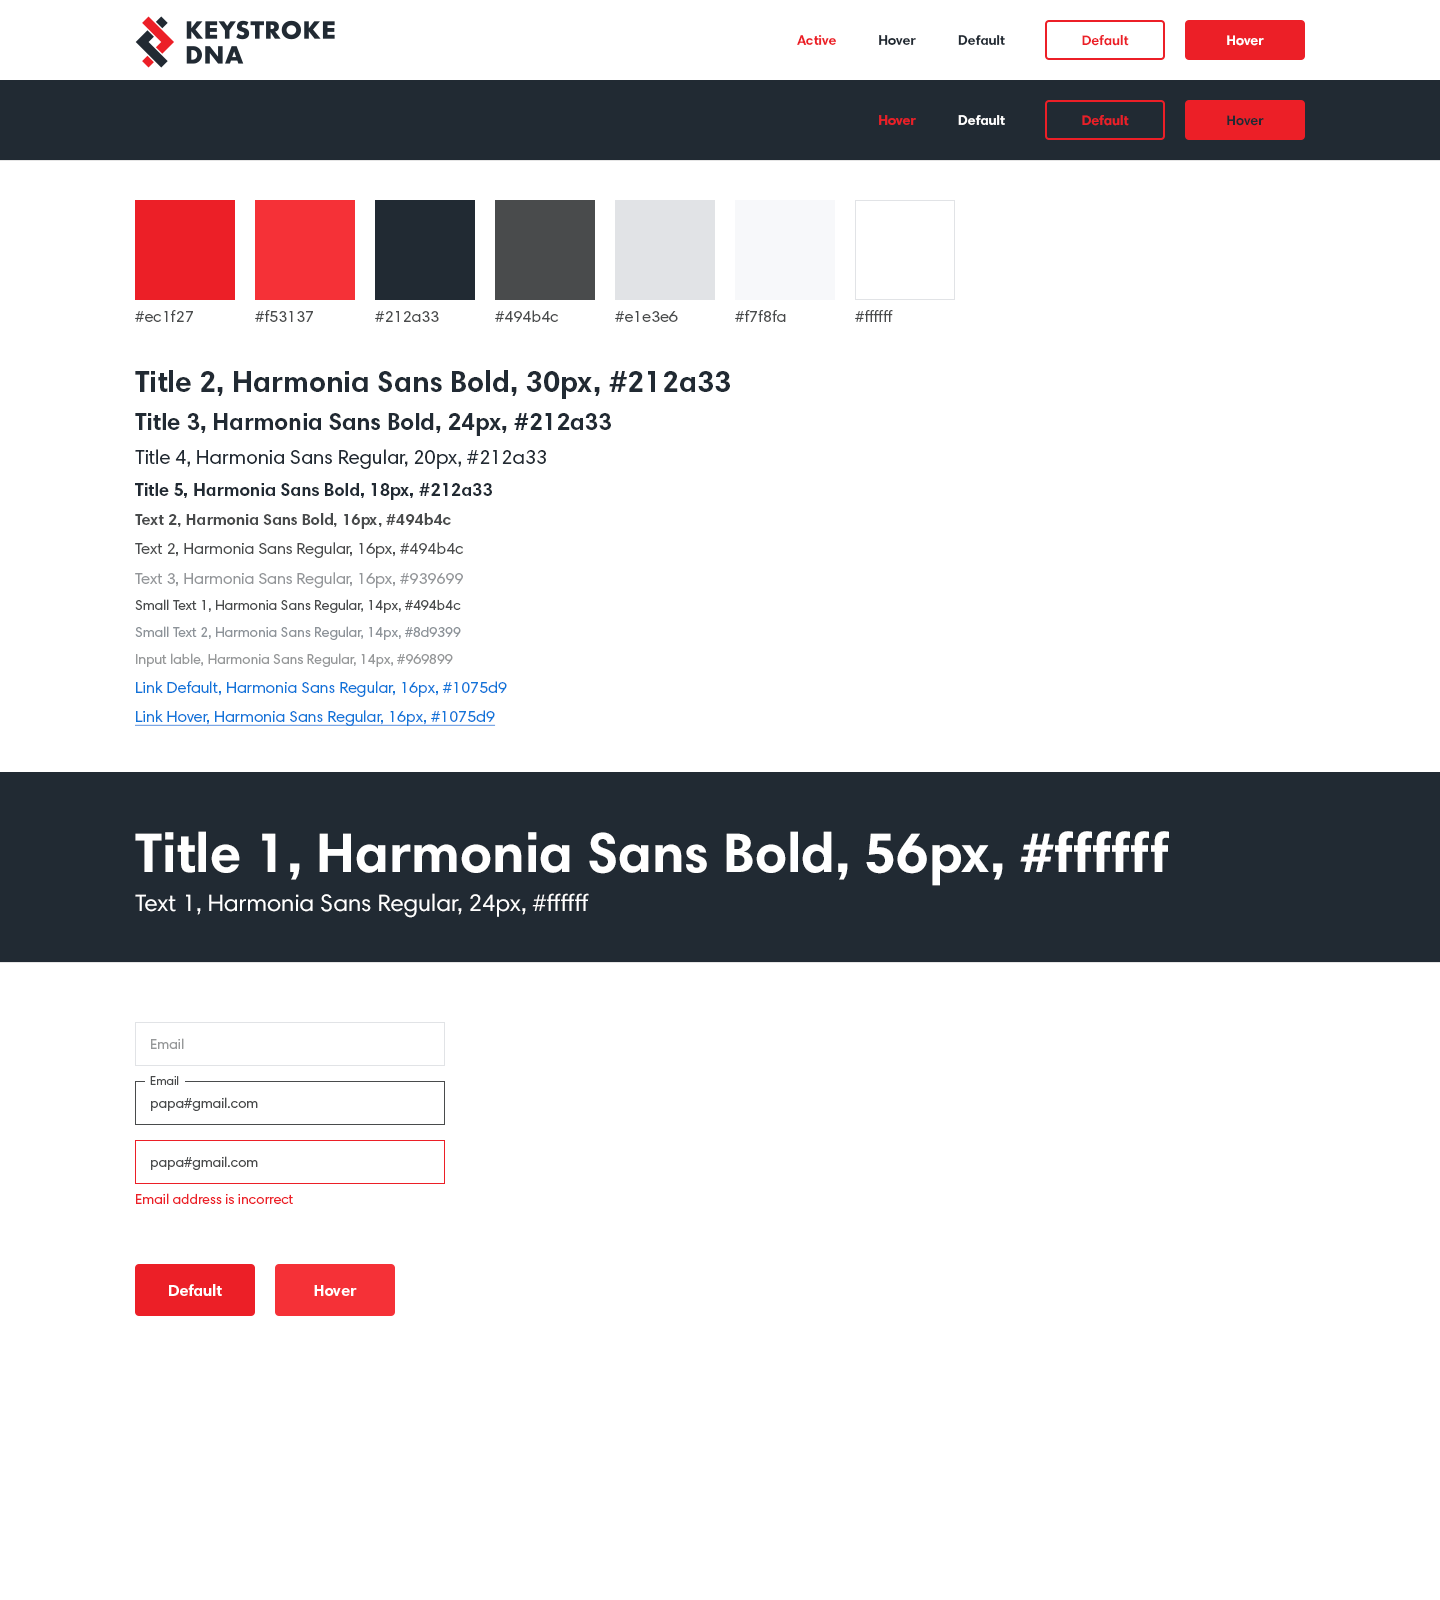 KEYSTROKE
DNA
Active Hover Default Default Hover
Hover Default Default Hover
#ec1f27 #f53137 #212a33 #494b4c #e1e3e6 #f7f8fa #ffffff
Title 2, Harmonia Sans Bold, 30px, #212a33
Title 3, Harmonia Sans Bold, 24px, #212a33
Title 4, Harmonia Sans Regular, 20px, #212a33
Title 5, Harmonia Sans Bold, 18px, #212a33
Text 2, Harmonia Sans Bold, 16px, #494b4c
Text 2, Harmonia Sans Regular, 16px, #494b4c
Text 3, Harmonia Sans Regular, 16px, #939699
Small Text 1, Harmonia Sans Regular, 14px, #494b4c
Small Text 2, Harmonia Sans Regular, 14px, #8d9399
Input lable, Harmonia Sans Regular, 14px, #969899
Link Default, Harmonia Sans Regular, 16px, #1075d9
Link Hover, Harmonia Sans Regular, 16px, #1075d9
Title 1, Harmonia Sans Bold, 56px, #ffffff
Text 1, Harmonia Sans Regular, 24px, #ffffff
Email
Email
papa#gmail.com
papa#gmail.com
Email address is incorrect
Default Hover